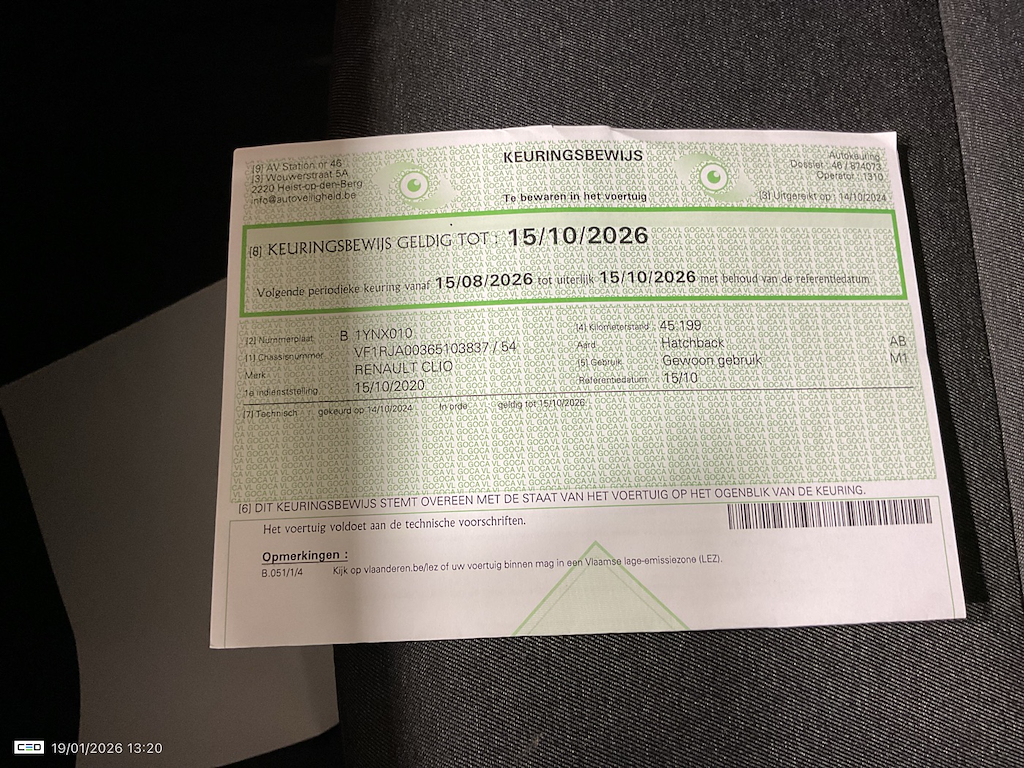 KEURINGSBEWIJS
Te bewaren in het voertuig
[9] AV Station nr 46
[3] Wouwerstraat 5A
2220 Heist-op-den-Berg
info@autoveiligheid.be
Autokeuring
Dossier : 46 / 874073
Operator : 1310
[3] Uitgereikt op : 14/10/2024
[8] KEURINGSBEWIJS GELDIG TOT : 15/10/2026
Volgende periodieke keuring vanaf 15/08/2026 tot uiterlijk 15/10/2026 met behoud van de referentiedatum
[2] Nummerplaat B 1YNX010
[1] Chassisnummer VF1RJA00365103837 / 54
Merk RENAULT CLIO
1e indienststelling 15/10/2020
[4] Kilometerstand : 45.199
Aard : Hatchback AB
[5] Gebruik : Gewoon gebruik M1
Referentiedatum : 15/10
[7] Technisch gekeurd op 14/10/2024 In orde geldig tot 15/10/2026
[6] DIT KEURINGSBEWIJS STEMT OVEREEN MET DE STAAT VAN HET VOERTUIG OP HET OGENBLIK VAN DE KEURING.
Het voertuig voldoet aan de technische voorschriften.
Opmerkingen :
B.051/1/4 Kijk op vlaanderen.be/lez of uw voertuig binnen mag in een Vlaamse lage-emissiezone (LEZ).
CEO 19/01/2026 13:20